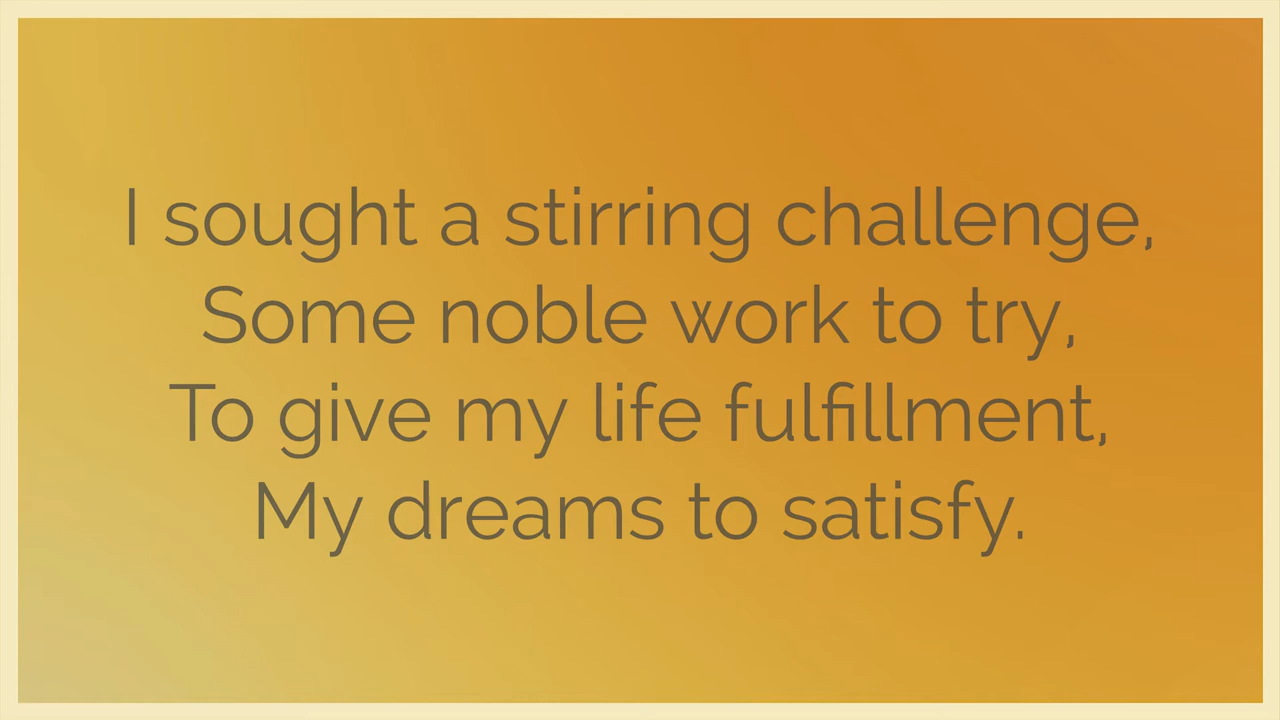 I sought a stirring challenge,
Some noble work to try,
To give my life fulfillment,
My dreams to satisfy.